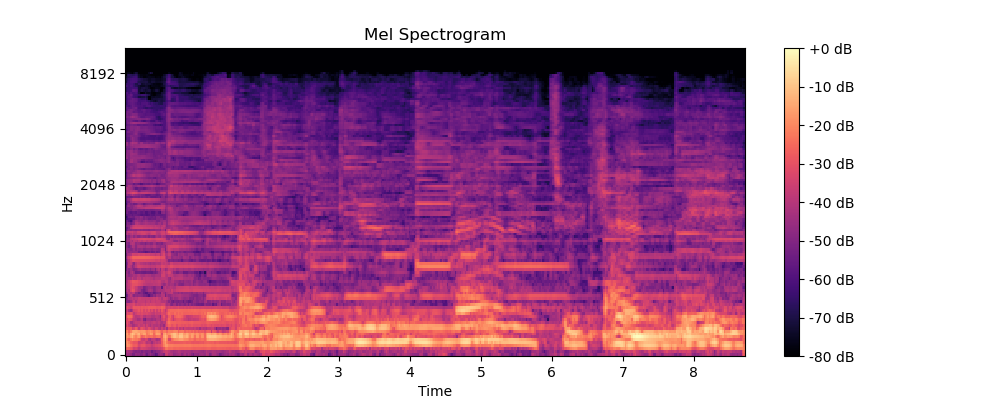 Mel Spectrogram
Hz
8192
4096
2048
1024
512
0
0 1 2 3 4 5 6 7 8
Time
+0 dB
-10 dB
-20 dB
-30 dB
-40 dB
-50 dB
-60 dB
-70 dB
-80 dB